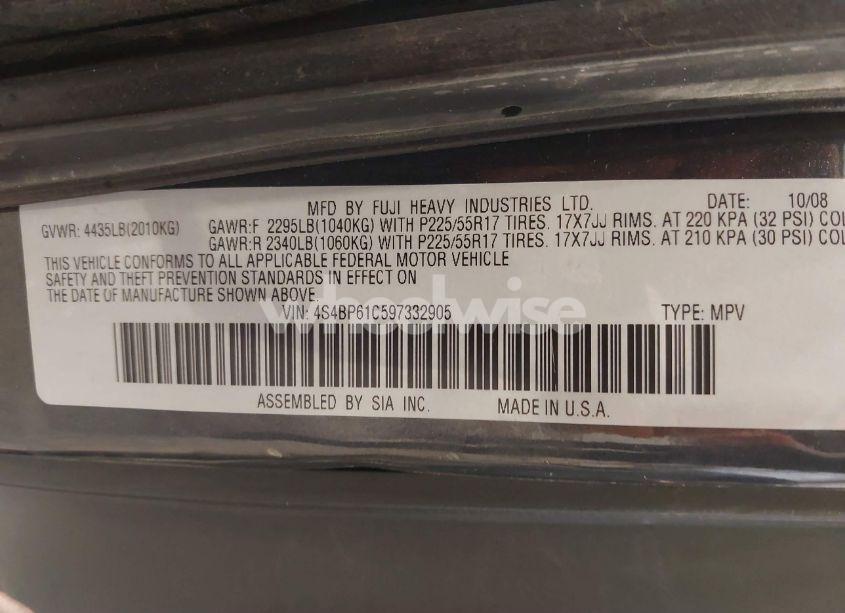 MFD BY FUJI HEAVY INDUSTRIES LTD. DATE: 10/08
GVWR: 4435LB(2010KG) GAWR:F 2295LB(1040KG) WITH P225/55R17 TIRES. 17X7JJ RIMS. AT 220 KPA (32 PSI) COL
GAWR:R 2340LB(1060KG) WITH P225/55R17 TIRES. 17X7JJ RIMS. AT 210 KPA (30 PSI) COL
THIS VEHICLE CONFORMS TO ALL APPLICABLE FEDERAL MOTOR VEHICLE
SAFETY AND THEFT PREVENTION STANDARDS IN EFFECT ON
THE DATE OF MANUFACTURE SHOWN ABOVE.
wheelwise
VIN: 4S4BP61C597332905 TYPE: MPV
ASSEMBLED BY SIA INC. MADE IN U.S.A.